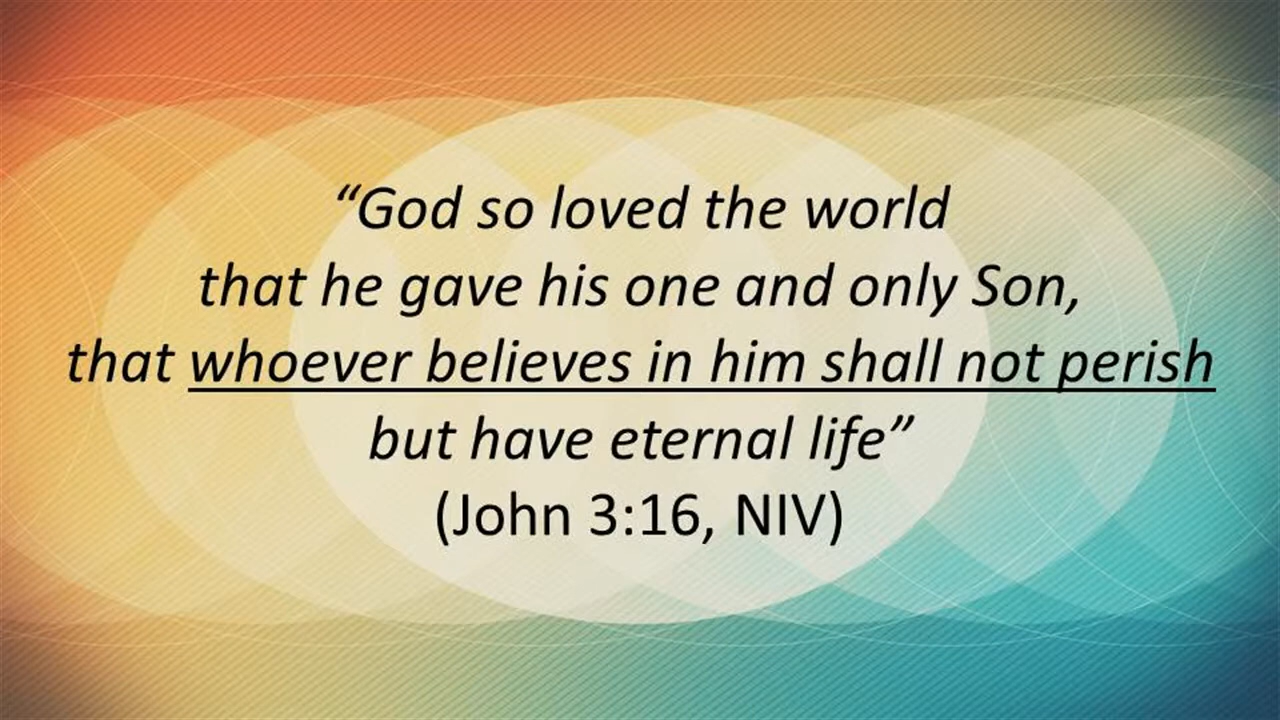 “God so loved the world
that he gave his one and only Son,
that whoever believes in him shall not perish
but have eternal life”
(John 3:16, NIV)